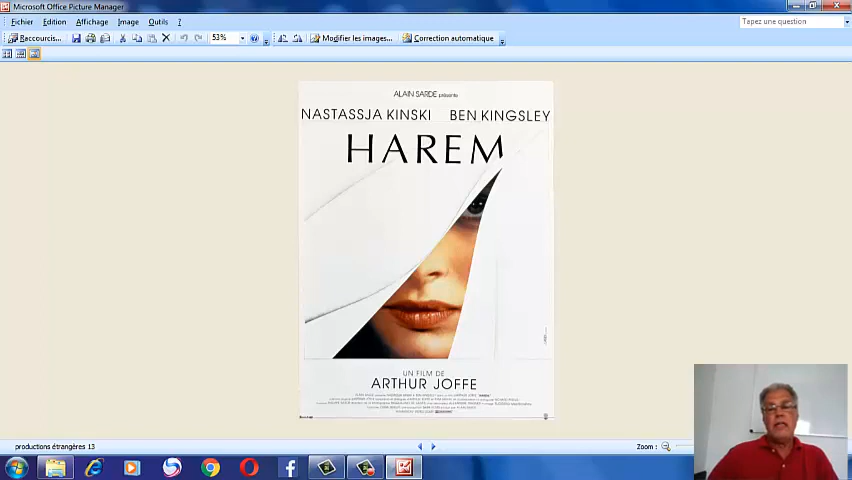 Microsoft Office Picture Manager
Fichier Edition Affichage Image Outils ?
Tapez une question
Raccourcis... 53% Modifier les images... Correction automatique
ALAIN SARDE présente
NASTASSJA KINSKI BEN KINGSLEY
HAREM
UN FILM DE
ARTHUR JOFFE
productions étrangères 13
Zoom :